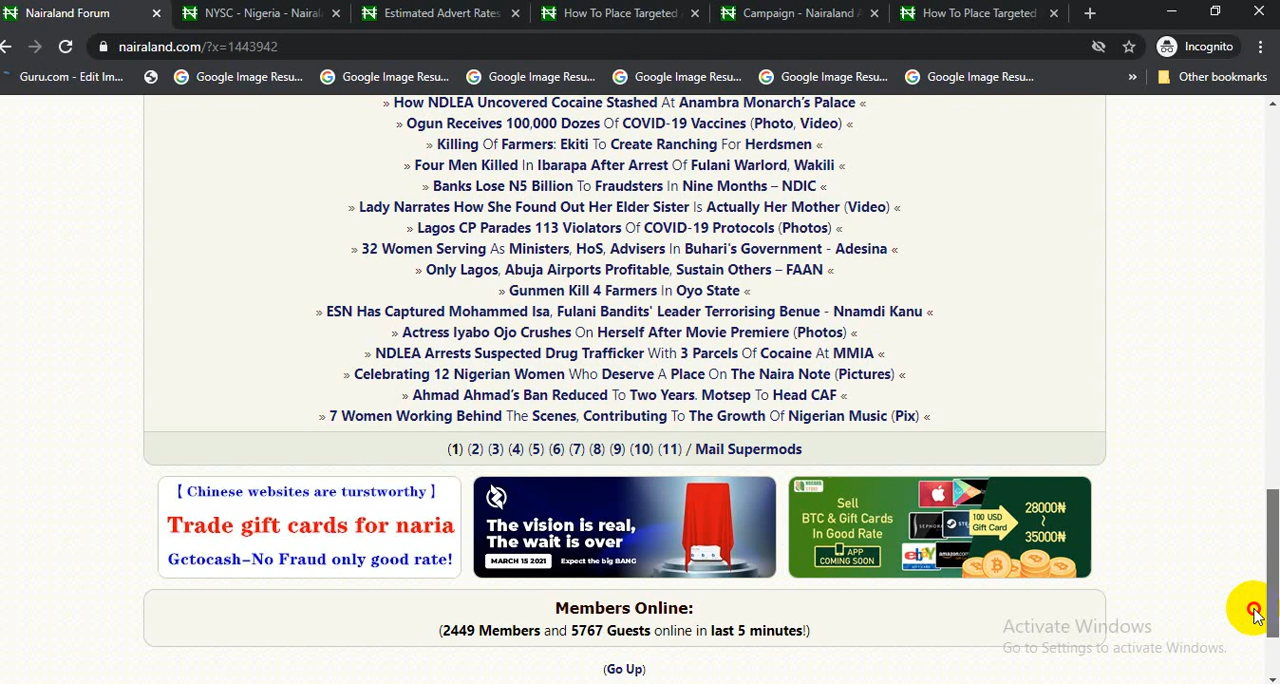 Nairaland Forum
NYSC - Nigeria - Nairal
Estimated Advert Rates
How To Place Targeted
Campaign - Nairaland A
How To Place Targeted
nairaland.com/?x=1443942
Incognito
Guru.com - Edit Im...
Google Image Resu...
Google Image Resu...
Google Image Resu...
Google Image Resu...
Google Image Resu...
Google Image Resu...
»
Other bookmarks
» How NDLEA Uncovered Cocaine Stashed At Anambra Monarch's Palace «
» Ogun Receives 100,000 Dozes Of COVID-19 Vaccines (Photo, Video) «
» Killing Of Farmers: Ekiti To Create Ranching For Herdsmen «
» Four Men Killed In Ibarapa After Arrest Of Fulani Warlord, Wakili «
» Banks Lose N5 Billion To Fraudsters In Nine Months – NDIC «
» Lady Narrates How She Found Out Her Elder Sister Is Actually Her Mother (Video) «
» Lagos CP Parades 113 Violators Of COVID-19 Protocols (Photos) «
» 32 Women Serving As Ministers, HoS, Advisers In Buhari's Government - Adesina «
» Only Lagos, Abuja Airports Profitable, Sustain Others – FAAN «
» Gunmen Kill 4 Farmers In Oyo State «
» ESN Has Captured Mohammed Isa, Fulani Bandits' Leader Terrorising Benue - Nnamdi Kanu «
» Actress Iyabo Ojo Crushes On Herself After Movie Premiere (Photos) «
» NDLEA Arrests Suspected Drug Trafficker With 3 Parcels Of Cocaine At MMIA «
» Celebrating 12 Nigerian Women Who Deserve A Place On The Naira Note (Pictures) «
» Ahmad Ahmad's Ban Reduced To Two Years. Motsep To Head CAF «
» 7 Women Working Behind The Scenes, Contributing To The Growth Of Nigerian Music (Pix) «
(1) (2) (3) (4) (5) (6) (7) (8) (9) (10) (11) / Mail Supermods
【 Chinese websites are turstworthy 】
Trade gift cards for naria
Gctocash–No Fraud only good rate!
The vision is real,
The wait is over
MARCH 15 2021 Expect the big BANG
Sell
BTC & Gift Cards
In Good Rate
APP
COMING SOON
SEPHORA
STE
ebay
amazon.com
100 USD
Gift Card
28000₦
~
35000₦
Members Online:
(2449 Members and 5767 Guests online in last 5 minutes!)
(Go Up)
Activate Windows
Go to Settings to activate Windows.